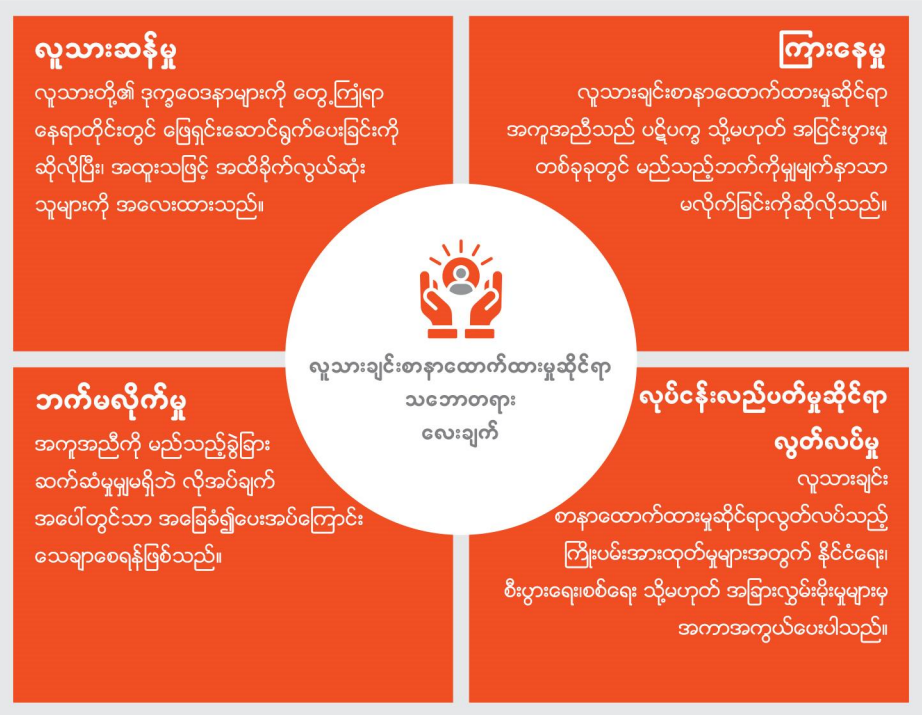 လူသားဆန်မှု
လူသားတို့၏ ဒုက္ခဝေဒနာများကို တွေ့ကြုံရာ
နေရာတိုင်းတွင် ဖြေရှင်းဆောင်ရွက်ပေးခြင်းကို
ဆိုလိုပြီး၊ အထူးသဖြင့် အထိခိုက်လွယ်ဆုံး
သူများကို အလေးထားသည်။
ကြားနေမှု
လူသားချင်းစာနာထောက်ထားမှုဆိုင်ရာ
အကူအညီသည် ပဋိပက္ခ သို့မဟုတ် အငြင်းပွားမှု
တစ်ခုခုတွင် မည်သည့်ဘက်ကိုမျှမျက်နှာသာ
မလိုက်ခြင်းကိုဆိုလိုသည်။
လူသားချင်းစာနာထောက်ထားမှုဆိုင်ရာ
သဘောတရား
လေးချက်
ဘက်မလိုက်မှု
အကူအညီကို မည်သည့်ခွဲခြား
ဆက်ဆံမှုမျှမရှိဘဲ လိုအပ်ချက်
အပေါ်တွင်သာ အခြေခံ၍ပေးအပ်ကြောင်း
သေချာစေရန်ဖြစ်သည်။
လုပ်ငန်းလည်ပတ်မှုဆိုင်ရာ
လွတ်လပ်မှု
လူသားချင်း
စာနာထောက်ထားမှုဆိုင်ရာလွတ်လပ်သည့်
ကြိုးပမ်းအားထုတ်မှုများအတွက် နိုင်ငံရေး၊
စီးပွားရေး၊စစ်ရေး သို့မဟုတ် အခြားလွှမ်းမိုးမှုများမှ
အကာအကွယ်ပေးပါသည်။